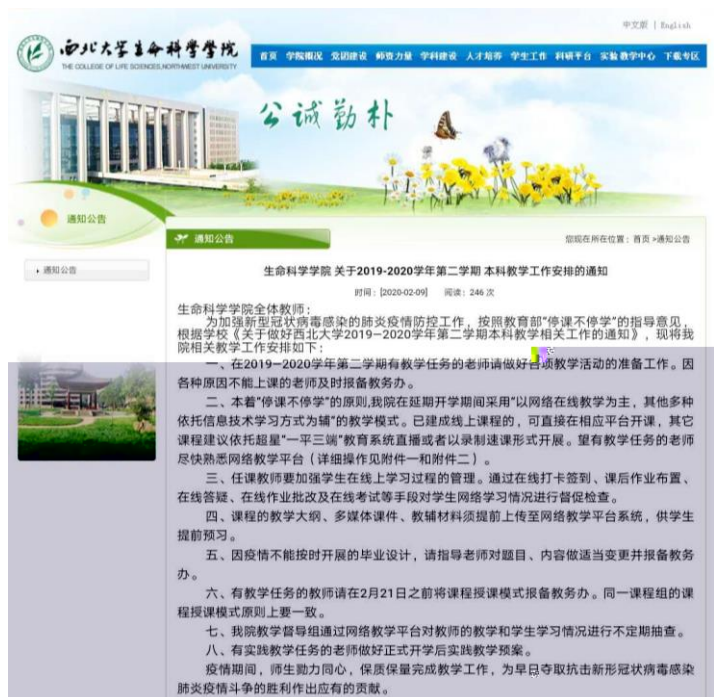 中文版 | English
西北大学生命科学学院
THE COLLEGE OF LIFE SCIENCES,NORTHWEST UNIVERSITY
首页 学院概况 党团建设 师资力量 学科建设 人才培养 学生工作 科研平台 实验教学中心 下载专区
公诚勤朴
通知公告
通知公告
您现在所在位置：首页 >通知公告
通知公告
生命科学学院 关于2019-2020学年第二学期 本科教学工作安排的通知
时间：[2020-02-09] 阅读：246 次
生命科学学院全体教师：
为加强新型冠状病毒感染的肺炎疫情防控工作，按照教育部“停课不停学”的指导意见，
根据学校《关于做好西北大学2019—2020学年第二学期本科教学相关工作的通知》，现将我
院相关教学工作安排如下：
一、在2019—2020学年第二学期有教学任务的老师请做好各项教学活动的准备工作。因
各种原因不能上课的老师及时报备教务办。
二、本着“停课不停学”的原则,我院在延期开学期间采用“以网络在线教学为主，其他多种
依托信息技术学习方式为辅”的教学模式。已建成线上课程的，可直接在相应平台开课，其它
课程建议依托超星“一平三端”教育系统直播或者以录制速课形式开展。望有教学任务的老师
尽快熟悉网络教学平台（详细操作见附件一和附件二）。
三、任课教师要加强学生在线上学习过程的管理。通过在线打卡签到、课后作业布置、
在线答疑、在线作业批改及在线考试等手段对学生网络学习情况进行督促检查。
四、课程的教学大纲、多媒体课件、教辅材料须提前上传至网络教学平台系统，供学生
提前预习。
五、因疫情不能按时开展的毕业设计，请指导老师对题目、内容做适当变更并报备教务
办。
六、有教学任务的教师请在2月21日之前将课程授课模式报备教务办。同一课程组的课
程授课模式原则上要一致。
七、我院教学督导组通过网络教学平台对教师的教学和学生学习情况进行不定期抽查。
八、有实践教学任务的老师做好正式开学后实践教学预案。
疫情期间，师生勠力同心，保质保量完成教学工作，为早日夺取抗击新形冠状病毒感染
肺炎疫情斗争的胜利作出应有的贡献。